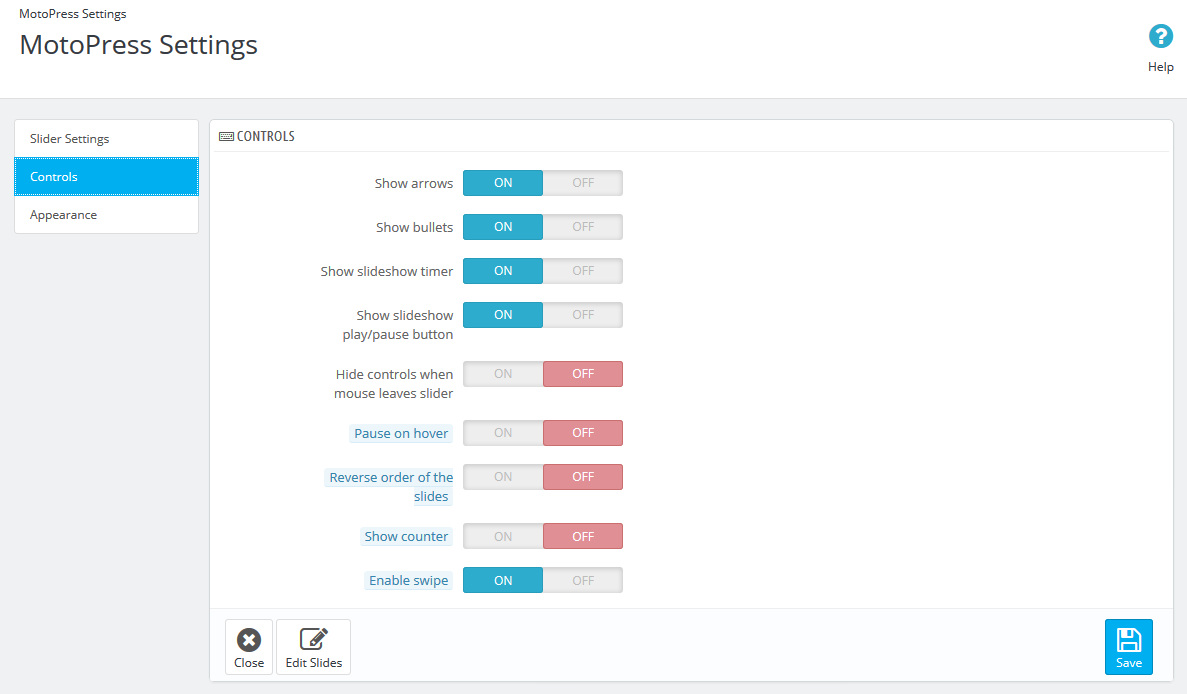 MotoPress Settings
MotoPress Settings
Help
Slider Settings
Controls
Appearance
CONTROLS
Show arrows ON OFF
Show bullets ON OFF
Show slideshow timer ON OFF
Show slideshow ON OFF
play/pause button
Hide controls when ON OFF
mouse leaves slider
Pause on hover ON OFF
Reverse order of the ON OFF
slides
Show counter ON OFF
Enable swipe ON OFF
Close Edit Slides Save